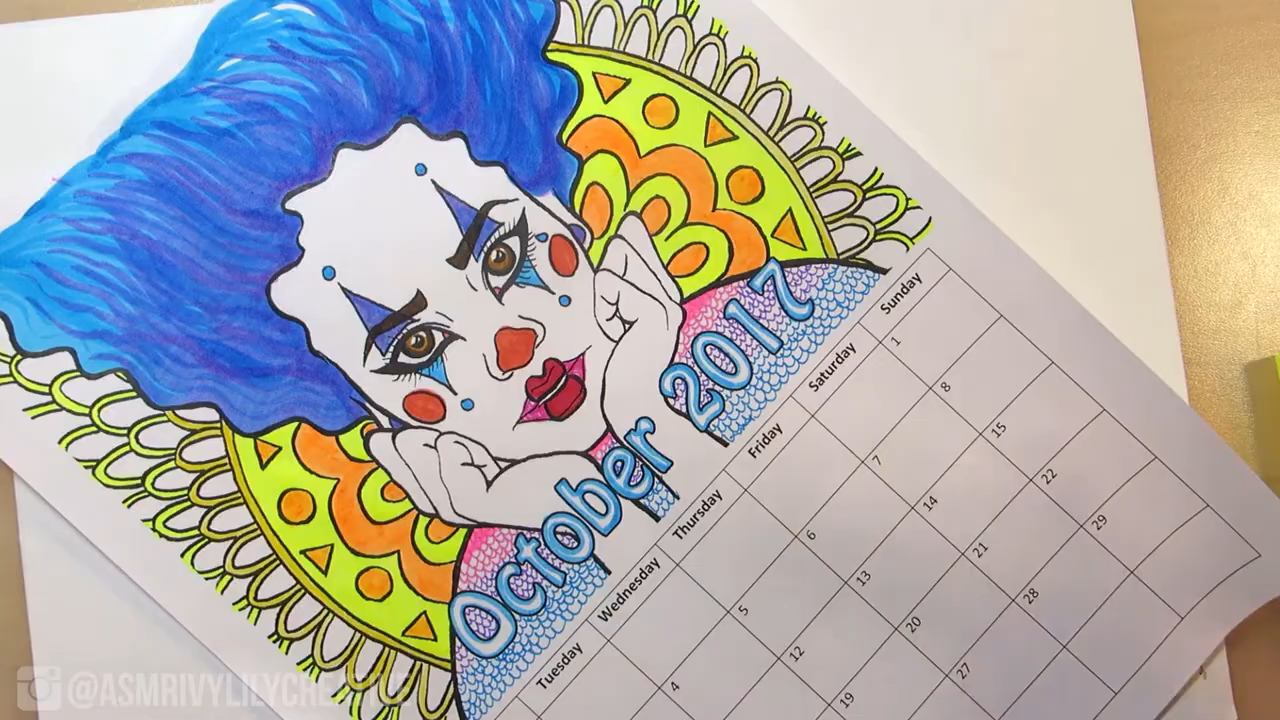 October 2017
Tuesday Wednesday Thursday Friday Saturday Sunday
1
4 5 6 7 8
12 13 14 15
19 20 21 22
27 28 29